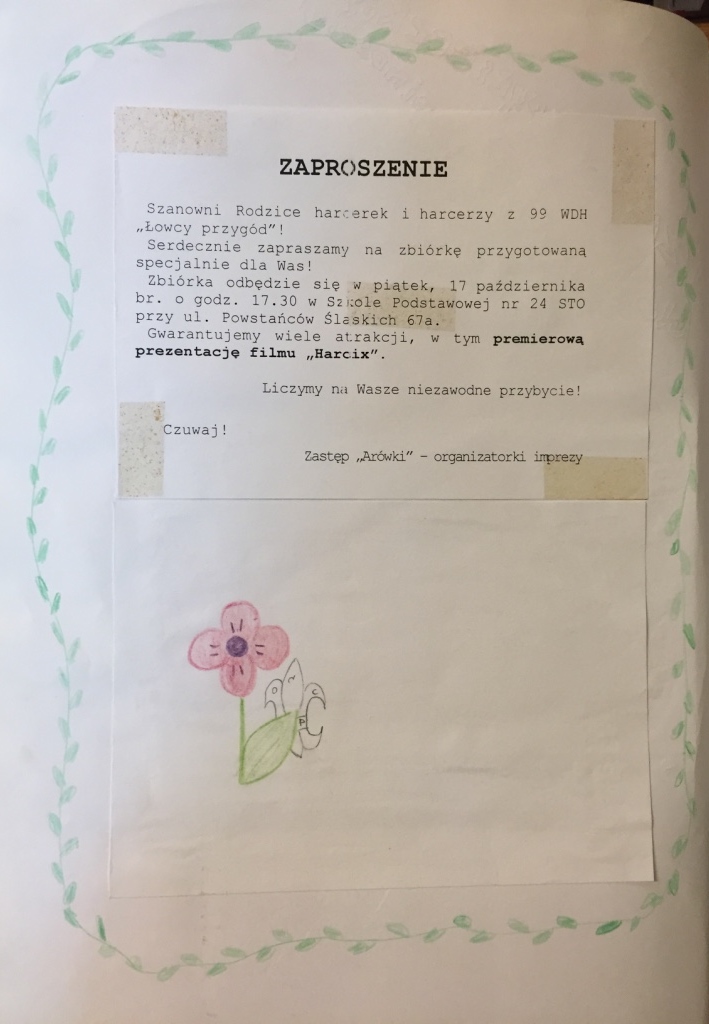 ZAPROSZENIE
Szanowni Rodzice harcerek i harcerzy z 99 WDH
„Łowcy przygód”!
Serdecznie zapraszamy na zbiórkę przygotowaną
specjalnie dla Was!
Zbiórka odbędzie się w piątek, 17 października
br. o godz. 17.30 w Szkole Podstawowej nr 24 STO
przy ul. Powstańców Śląskich 67a.
Gwarantujemy wiele atrakcji, w tym premierową
prezentację filmu „Harcix”.
Liczymy na Wasze niezawodne przybycie!
Czuwaj!
Zastęp „Arówki” – organizatorki imprezy
O N C
P